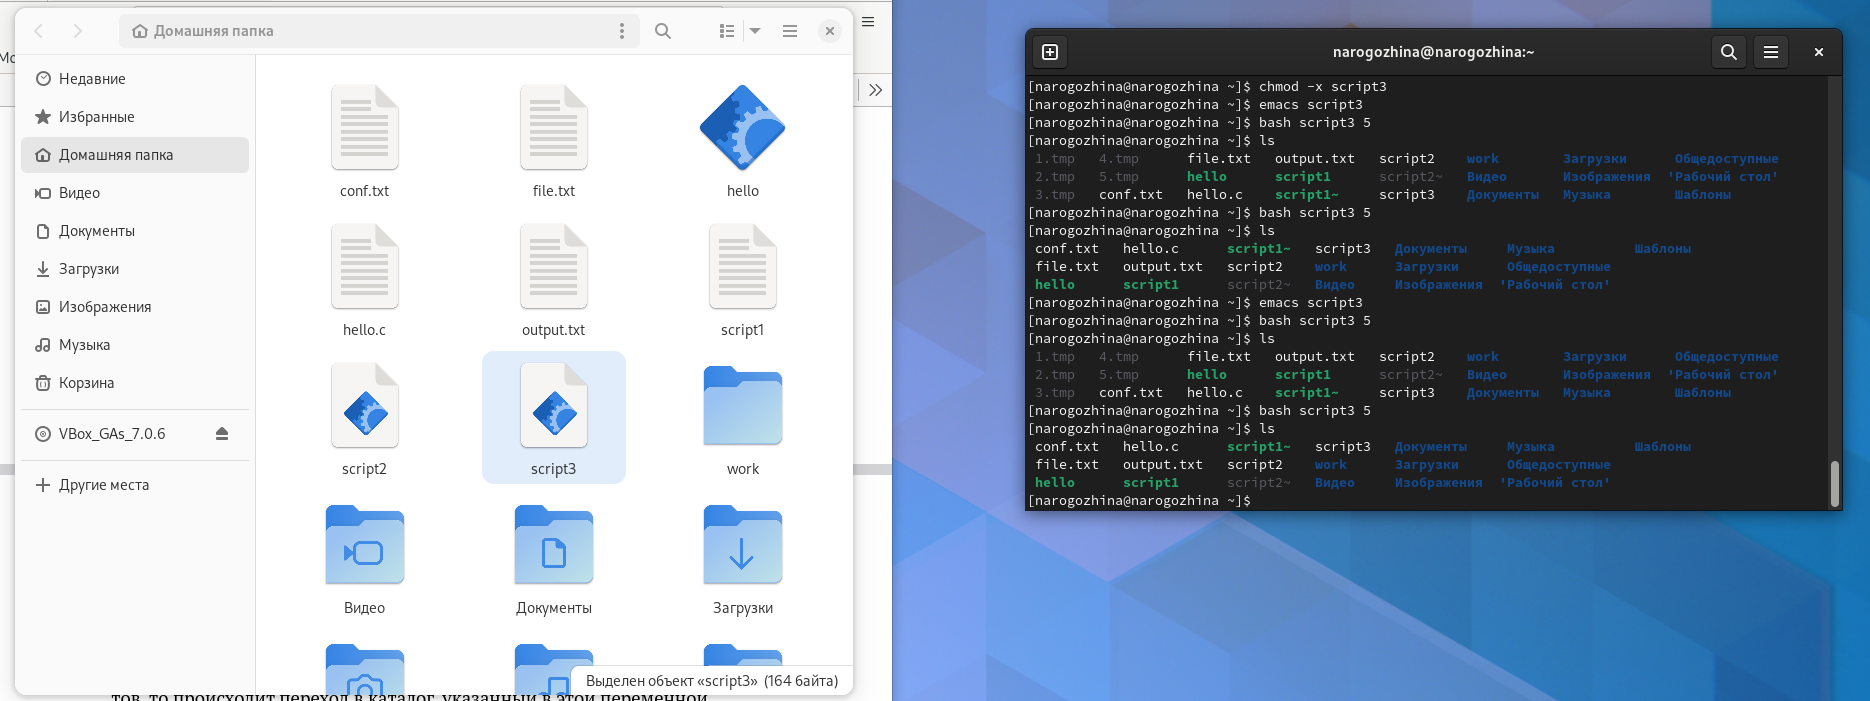 Домашняя папка
Недавние
Избранные
Домашняя папка
Видео
Документы
Загрузки
Изображения
Музыка
Корзина
VBox_GAs_7.0.6
Другие места
conf.txt file.txt hello
hello.c output.txt script1
script2 script3 work
Видео Документы Загрузки
Выделен объект «script3» (164 байта)
тов, то происходит переход в каталог, указанный в этой переменной
narogozhina@narogozhina:~
[narogozhina@narogozhina ~]$ chmod -x script3
[narogozhina@narogozhina ~]$ emacs script3
[narogozhina@narogozhina ~]$ bash script3 5
[narogozhina@narogozhina ~]$ ls
1.tmp 4.tmp file.txt output.txt script2 work Загрузки Общедоступные
2.tmp 5.tmp hello script1 script2~ Видео Изображения 'Рабочий стол'
3.tmp conf.txt hello.c script1~ script3 Документы Музыка Шаблоны
[narogozhina@narogozhina ~]$ bash script3 5
[narogozhina@narogozhina ~]$ ls
conf.txt hello.c script1~ script3 Документы Музыка Шаблоны
file.txt output.txt script2 work Загрузки Общедоступные
hello script1 script2~ Видео Изображения 'Рабочий стол'
[narogozhina@narogozhina ~]$ emacs script3
[narogozhina@narogozhina ~]$ bash script3 5
[narogozhina@narogozhina ~]$ ls
1.tmp 4.tmp file.txt output.txt script2 work Загрузки Общедоступные
2.tmp 5.tmp hello script1 script2~ Видео Изображения 'Рабочий стол'
3.tmp conf.txt hello.c script1~ script3 Документы Музыка Шаблоны
[narogozhina@narogozhina ~]$ bash script3 5
[narogozhina@narogozhina ~]$ ls
conf.txt hello.c script1~ script3 Документы Музыка Шаблоны
file.txt output.txt script2 work Загрузки Общедоступные
hello script1 script2~ Видео Изображения 'Рабочий стол'
[narogozhina@narogozhina ~]$